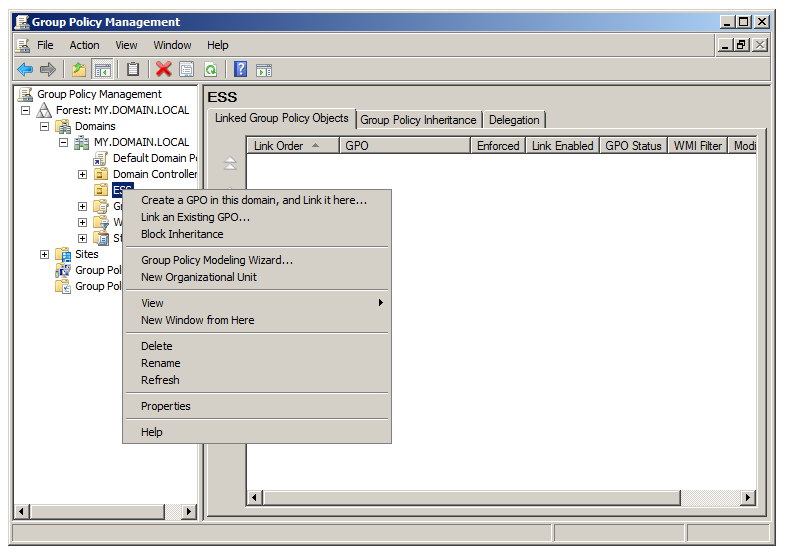 Group Policy Management
File Action View Window Help
Group Policy Management
Forest: MY.DOMAIN.LOCAL
Domains
MY.DOMAIN.LOCAL
Default Domain
Domain Controller
ESS
Sites
Group
Group
ESS
Linked Group Policy Objects Group Policy Inheritance Delegation
Link Order GPO Enforced Link Enabled GPO Status WMI Filter Modi
Create a GPO in this domain, and Link it here...
Link an Existing GPO...
Block Inheritance
Group Policy Modeling Wizard...
New Organizational Unit
View
New Window from Here
Delete
Rename
Refresh
Properties
Help